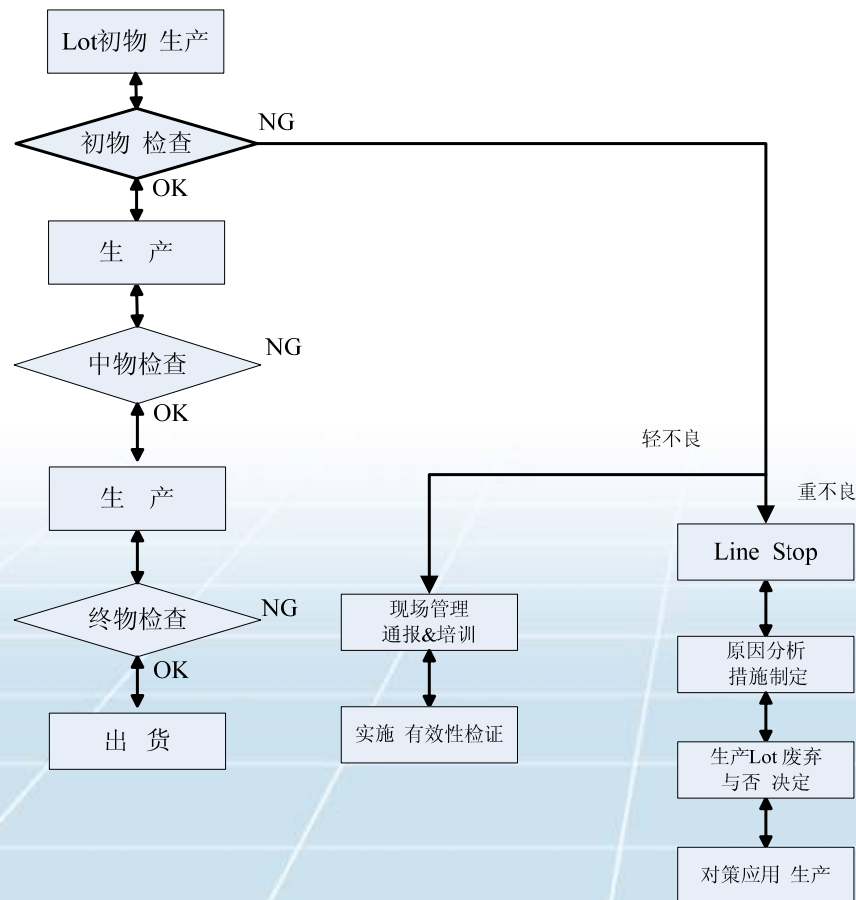 Lot初物 生产
NG
初物 检查
OK
生 产
NG
中物检查
OK
轻不良
生 产
重不良
Line Stop
终物检查
NG
现场管理
通报&培训
OK
原因分析
措施制定
出 货
实施 有效性检证
生产Lot 废弃
与否 决定
对策应用 生产